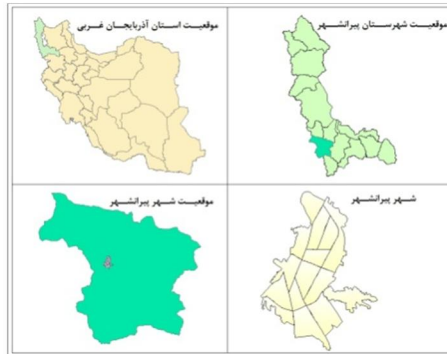 موقعیت استان آذربایجان غربی
موقعیت شهرستان پیرانشهر
موقعیت شهر پیرانشهر
شهر پیرانشهر